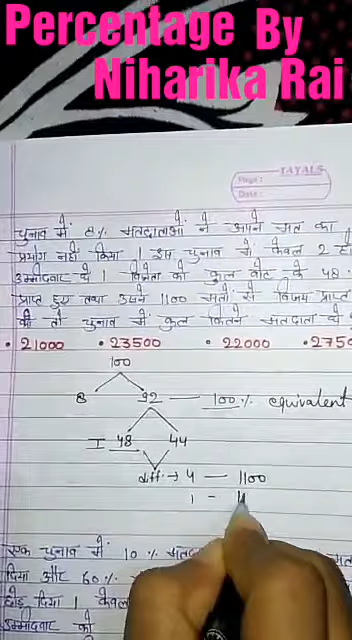 Percentage By
Niharika Rai
TAYALS
Page :
Date :
चुनाव में 8% मतदाताओं ने अपने मत का
प्रयोग नही किया । इस चुनाव में केवल 2 ही
उम्मीदवार थे । विजेता को कुल वोट के 48
प्राप्त हुए तथा उसने 1100 मतों से विजय प्राप्त
की तो चुनाव में कुल कितने मतदाता थे
• 21000 • 23500 • 22000 • 2750
100
8 92 — 100% equivalent
I 48 44
diff. → 4 — 1100
1 -
एक चुनाव में 10 %
दिया और 60%
छोड़ दिया । केवल
उम्मीदवार को